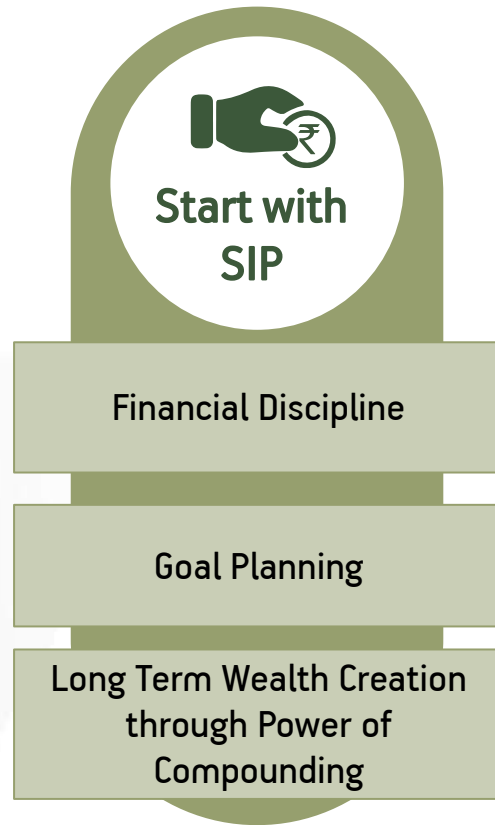 ₹
Start with
SIP
Financial Discipline
Goal Planning
Long Term Wealth Creation
through Power of
Compounding